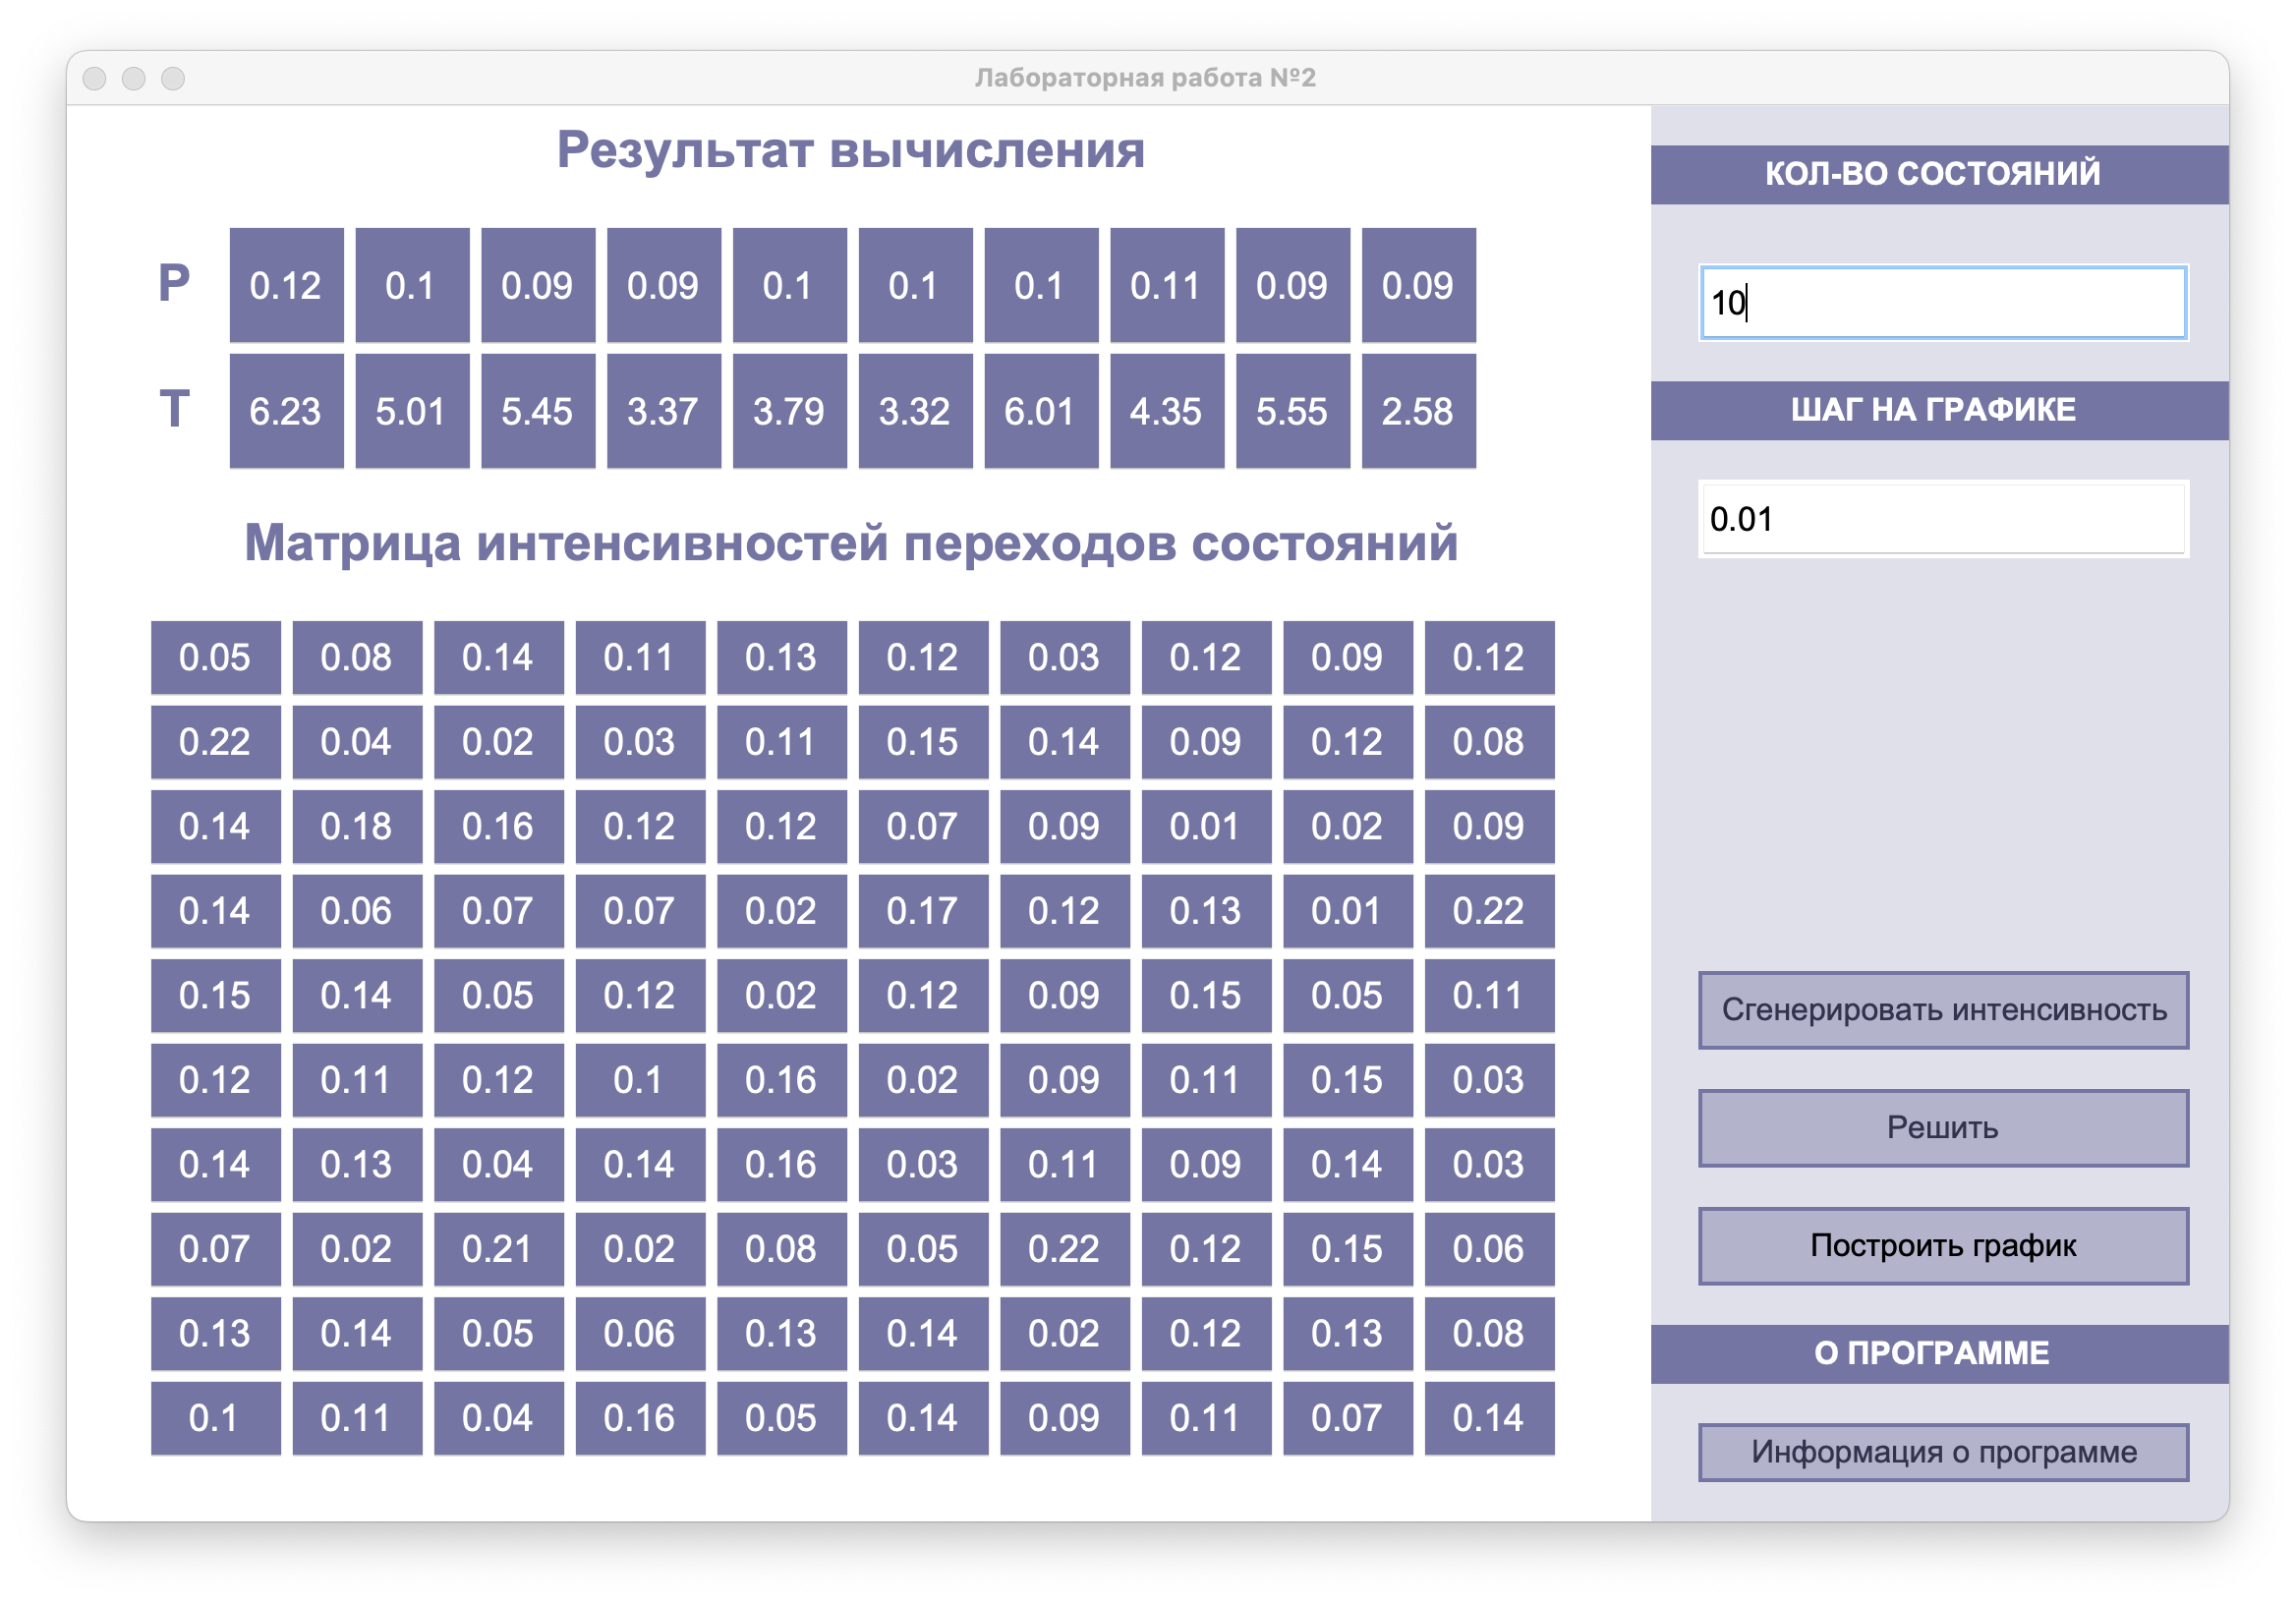 Лабораторная работа №2
Результат вычисления
P 0.12 0.1 0.09 0.09 0.1 0.1 0.1 0.11 0.09 0.09
T 6.23 5.01 5.45 3.37 3.79 3.32 6.01 4.35 5.55 2.58
Матрица интенсивностей переходов состояний
0.05 0.08 0.14 0.11 0.13 0.12 0.03 0.12 0.09 0.12
0.22 0.04 0.02 0.03 0.11 0.15 0.14 0.09 0.12 0.08
0.14 0.18 0.16 0.12 0.12 0.07 0.09 0.01 0.02 0.09
0.14 0.06 0.07 0.07 0.02 0.17 0.12 0.13 0.01 0.22
0.15 0.14 0.05 0.12 0.02 0.12 0.09 0.15 0.05 0.11
0.12 0.11 0.12 0.1 0.16 0.02 0.09 0.11 0.15 0.03
0.14 0.13 0.04 0.14 0.16 0.03 0.11 0.09 0.14 0.03
0.07 0.02 0.21 0.02 0.08 0.05 0.22 0.12 0.15 0.06
0.13 0.14 0.05 0.06 0.13 0.14 0.02 0.12 0.13 0.08
0.1 0.11 0.04 0.16 0.05 0.14 0.09 0.11 0.07 0.14
КОЛ-ВО СОСТОЯНИЙ
10
ШАГ НА ГРАФИКЕ
0.01
Сгенерировать интенсивность
Решить
Построить график
О ПРОГРАММЕ
Информация о программе